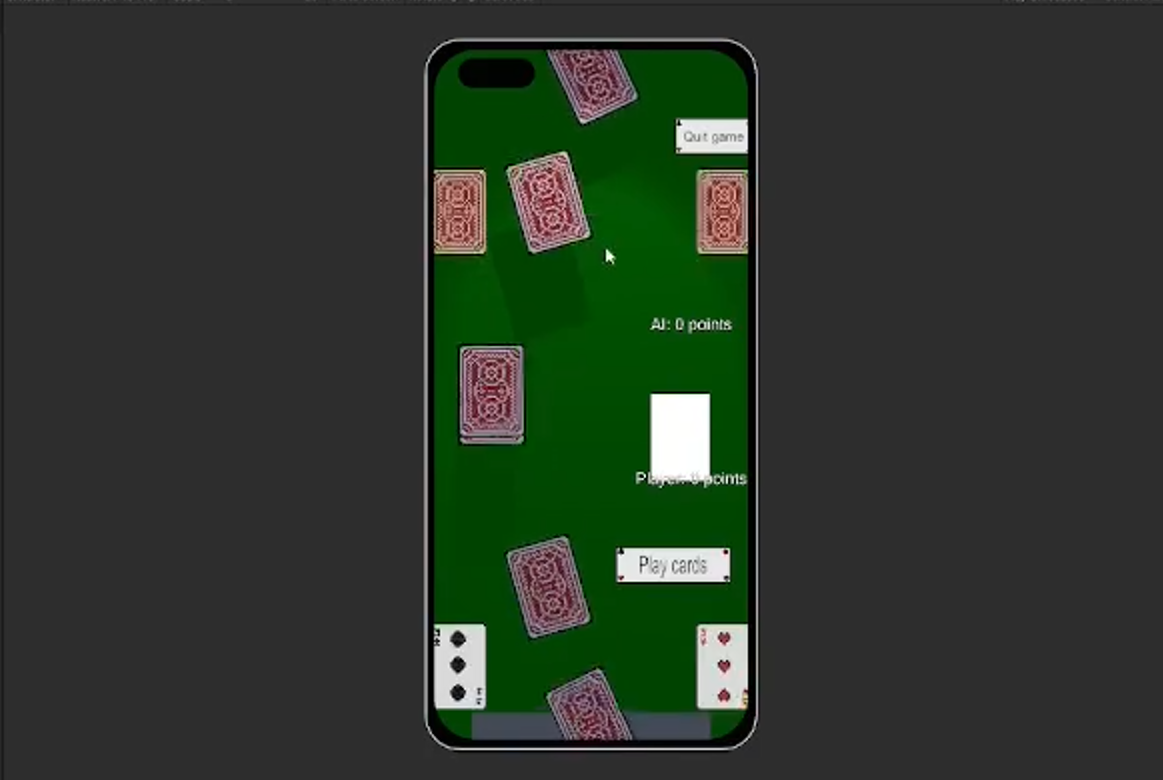 Quit game
AI: 0 points
Player: 0 points
Play cards